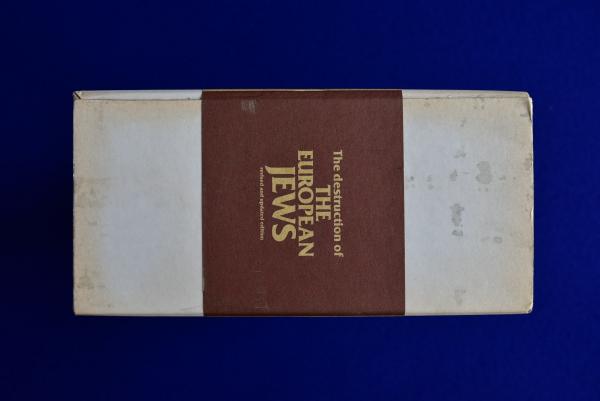 The destruction of
THE
EUROPEAN
JEWS
revised and updated edition